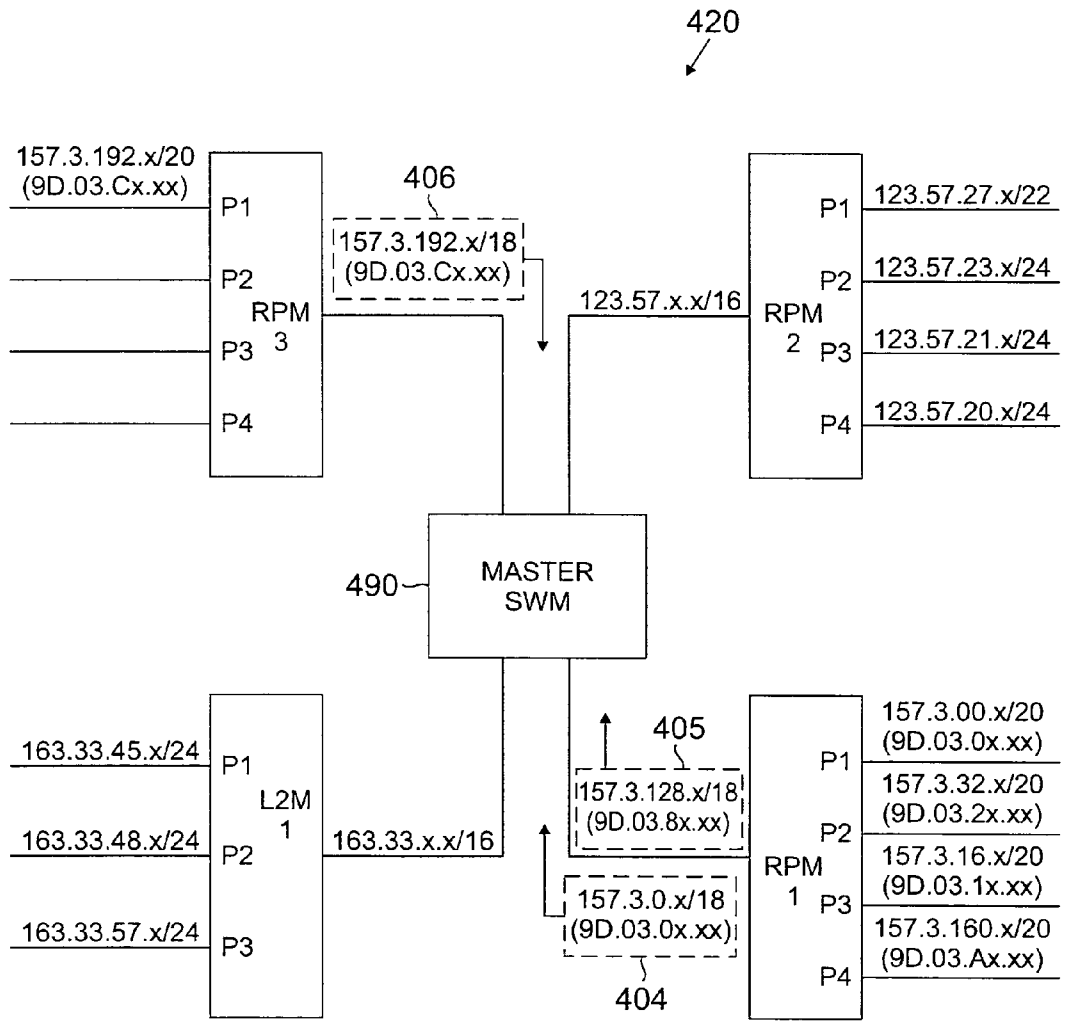 420
157.3.192.x/20
(9D.03.Cx.xx)
P1
P2
RPM
3
P3
P4
406
157.3.192.x/18
(9D.03.Cx.xx)
123.57.x.x/16
P1
P2
RPM
2
P3
P4
123.57.27.x/22
123.57.23.x/24
123.57.21.x/24
123.57.20.x/24
490
MASTER
SWM
163.33.45.x/24
163.33.48.x/24
163.33.57.x/24
P1
L2M
1
P2
P3
163.33.x.x/16
405
157.3.128.x/18
(9D.03.8x.xx)
157.3.0.x/18
(9D.03.0x.xx)
404
P1
P2
RPM
1
P3
P4
157.3.00.x/20
(9D.03.0x.xx)
157.3.32.x/20
(9D.03.2x.xx)
157.3.16.x/20
(9D.03.1x.xx)
157.3.160.x/20
(9D.03.Ax.xx)